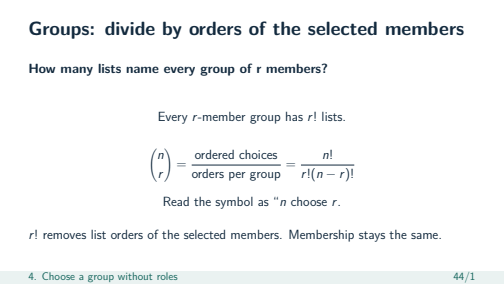 Groups: divide by orders of the selected members
How many lists name every group of r members?
Every r-member group has r! lists.
(n r) = ordered choices / orders per group = n! / r!(n − r)!
Read the symbol as “n choose r.
r! removes list orders of the selected members. Membership stays the same.
4. Choose a group without roles 44/1